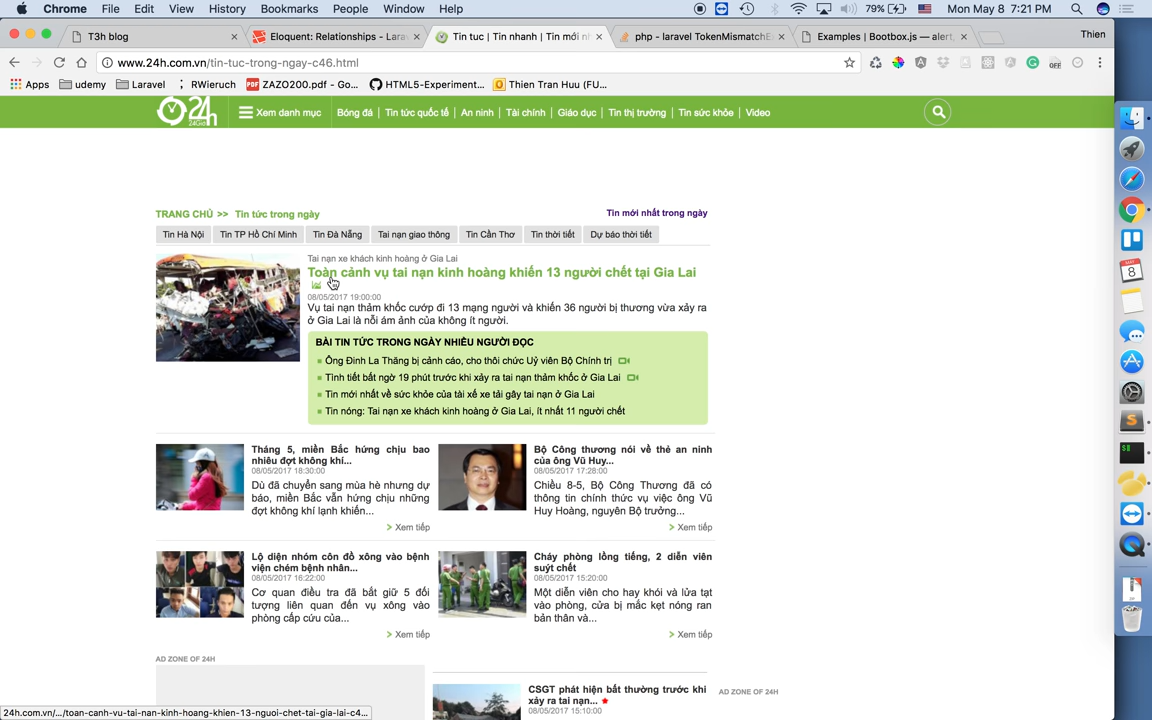 Chrome File Edit View History Bookmarks People Window Help 79% Mon May 8 7:21 PM
T3h blog
Eloquent: Relationships - Lara
Tin tuc | Tin nhanh | Tin mới n
php - laravel TokenMismatchE
Examples | Bootbox.js — alert
Thien
www.24h.com.vn/tin-tuc-trong-ngay-c46.html
Apps udemy Laravel RWieruch ZAZO200.pdf - Go... HTML5-Experiment... Thien Tran Huu (FU...
24h Xem danh mục Bóng đá | Tin tức quốc tế | An ninh | Tài chính | Giáo dục | Tin thị trường | Tin sức khỏe | Video
TRANG CHỦ >> Tin tức trong ngày
Tin mới nhất trong ngày
Tin Hà Nội Tin TP Hồ Chí Minh Tin Đà Nẵng Tai nạn giao thông Tin Cần Thơ Tin thời tiết Dự báo thời tiết
Tai nạn xe khách kinh hoàng ở Gia Lai
Toàn cảnh vụ tai nạn kinh hoàng khiến 13 người chết tại Gia Lai
08/05/2017 19:00:00
Vụ tai nạn thảm khốc cướp đi 13 mạng người và khiến 36 người bị thương vừa xảy ra
ở Gia Lai là nỗi ám ảnh của không ít người.
BÀI TIN TỨC TRONG NGÀY NHIỀU NGƯỜI ĐỌC
Ông Đinh La Thăng bị cảnh cáo, cho thôi chức Uỷ viên Bộ Chính trị
Tình tiết bất ngờ 19 phút trước khi xảy ra tai nạn thảm khốc ở Gia Lai
Tin mới nhất về sức khỏe của tài xế xe tải gây tai nạn ở Gia Lai
Tin nóng: Tai nạn xe khách kinh hoàng ở Gia Lai, ít nhất 11 người chết
Tháng 5, miền Bắc hứng chịu bao
nhiêu đợt không khí...
08/05/2017 18:30:00
Dù đã chuyển sang mùa hè nhưng dự
báo, miền Bắc vẫn hứng chịu những
đợt không khí lạnh khiến...
> Xem tiếp
Bộ Công thương nói về thẻ an ninh
của ông Vũ Huy...
08/05/2017 17:28:00
Chiều 8-5, Bộ Công Thương đã có
thông tin chính thức vụ việc ông Vũ
Huy Hoàng, nguyên Bộ trưởng...
> Xem tiếp
Lộ diện nhóm côn đồ xông vào bệnh
viện chém bệnh nhân...
08/05/2017 16:22:00
Cơ quan điều tra đã bắt giữ 5 đối
tượng liên quan đến vụ xông vào
phòng cấp cứu của...
> Xem tiếp
Cháy phòng lồng tiếng, 2 diễn viên
suýt chết
08/05/2017 15:20:00
Một diễn viên cho hay khói và lửa tạt
vào phòng, cửa bị mắc kẹt nóng ran
bản thân và...
> Xem tiếp
AD ZONE OF 24H
CSGT phát hiện bất thường trước khi
xảy ra tai nạn...
08/05/2017 15:10:00
AD ZONE OF 24H
24h.com.vn/.../toan-canh-vu-tai-nan-kinh-hoang-khien-13-nguoi-chet-tai-gia-lai-c4...